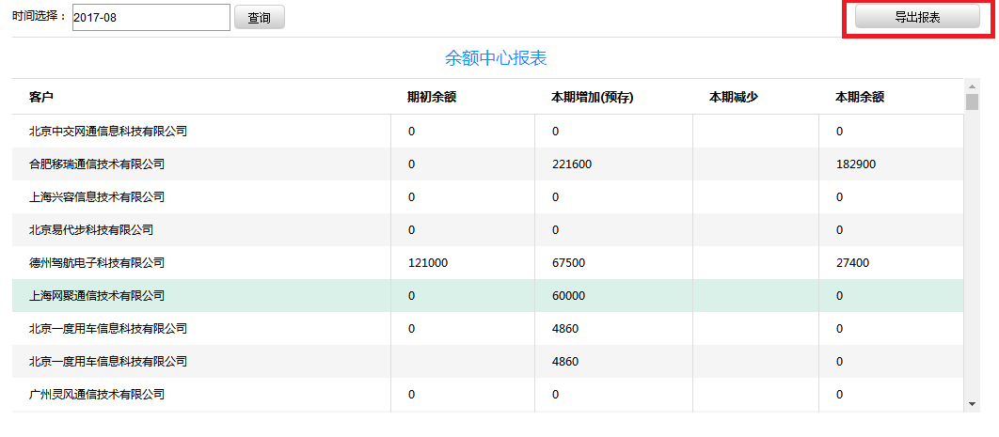 时间选择： 2017-08 查询 导出报表
余额中心报表
客户 期初余额 本期增加(预存) 本期减少 本期余额
北京中交网通信息科技有限公司 0 0 0
合肥移瑞通信技术有限公司 0 221600 182900
上海兴容信息技术有限公司 0 0 0
北京易代步科技有限公司 0 0 0
德州驾航电子科技有限公司 121000 67500 27400
上海网聚通信技术有限公司 0 60000 0
北京一度用车信息科技有限公司 0 4860 0
北京一度用车信息科技有限公司 4860 0
广州灵风通信技术有限公司 0 0 0